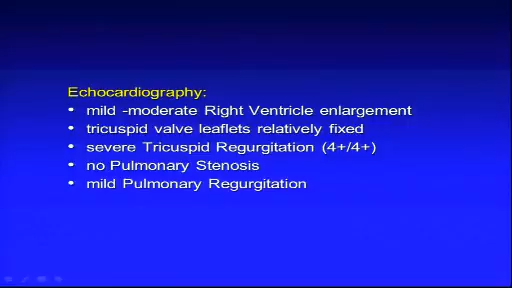 Echocardiography:
• mild -moderate Right Ventricle enlargement
• tricuspid valve leaflets relatively fixed
• severe Tricuspid Regurgitation (4+/4+)
• no Pulmonary Stenosis
• mild Pulmonary Regurgitation